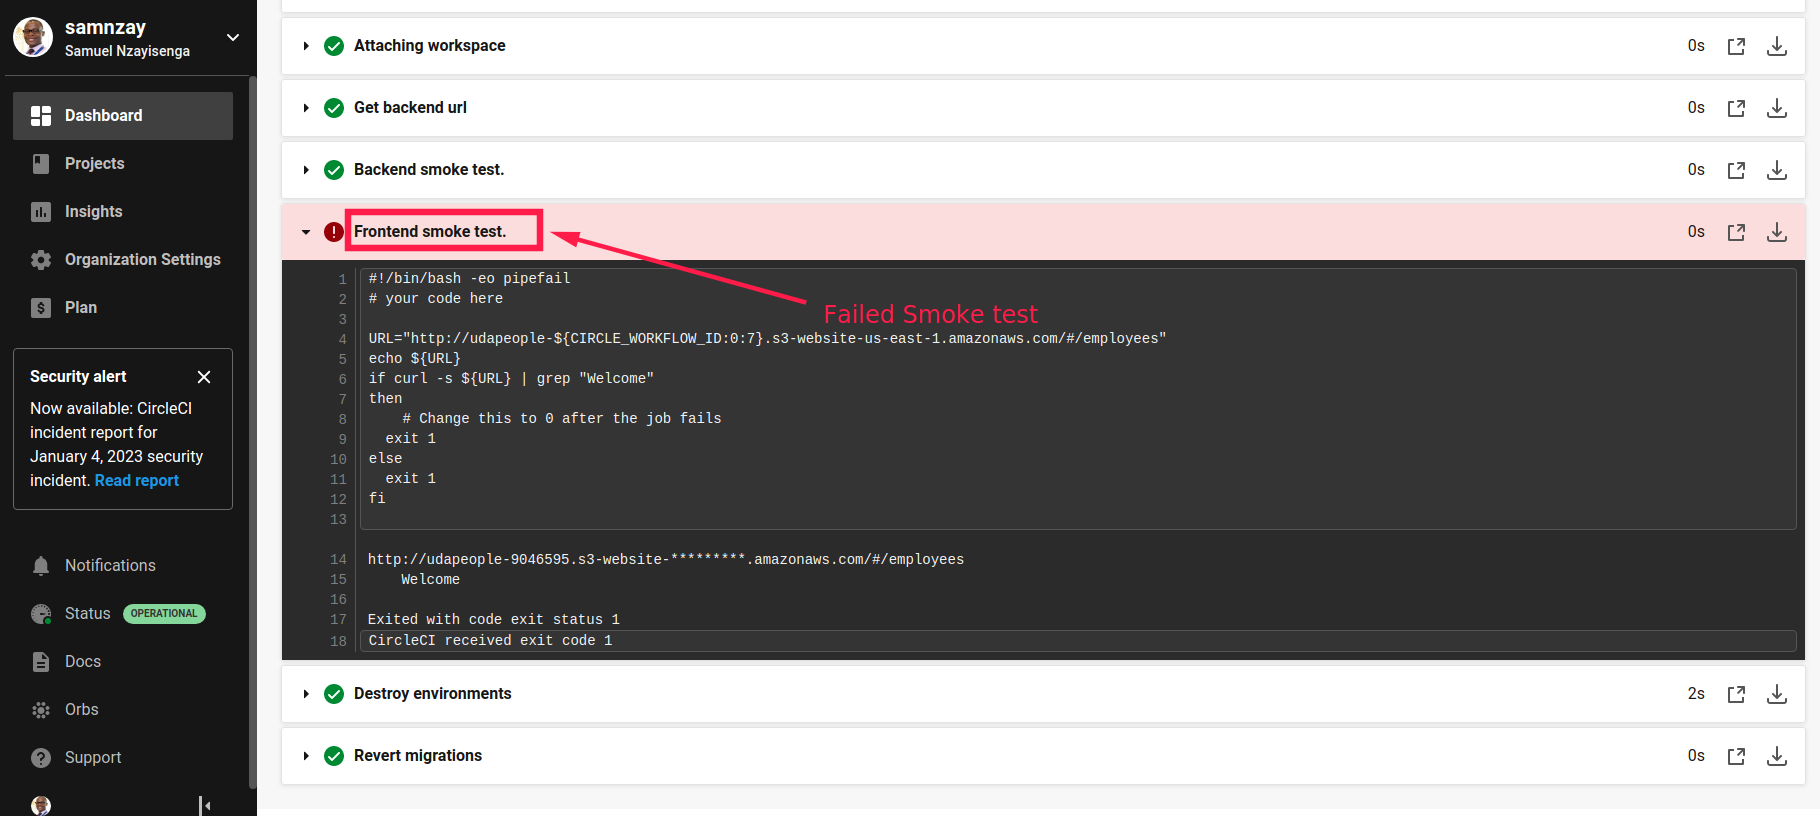 samnzay
Samuel Nzayisenga
Dashboard
Projects
Insights
Organization Settings
Plan
Security alert
Now available: CircleCI
incident report for
January 4, 2023 security
incident. Read report
Notifications
Status OPERATIONAL
Docs
Orbs
Support
Attaching workspace 0s
Get backend url 0s
Backend smoke test. 0s
Frontend smoke test. 0s
Failed Smoke test
1 #!/bin/bash -eo pipefail
2 # your code here
3
4 URL="http://udapeople-${CIRCLE_WORKFLOW_ID:0:7}.s3-website-us-east-1.amazonaws.com/#/employees"
5 echo ${URL}
6 if curl -s ${URL} | grep "Welcome"
7 then
8     # Change this to 0 after the job fails
9   exit 1
10 else
11   exit 1
12 fi
13
14 http://udapeople-9046595.s3-website-*********.amazonaws.com/#/employees
15     Welcome
16
17 Exited with code exit status 1
18 CircleCI received exit code 1
Destroy environments 2s
Revert migrations 0s